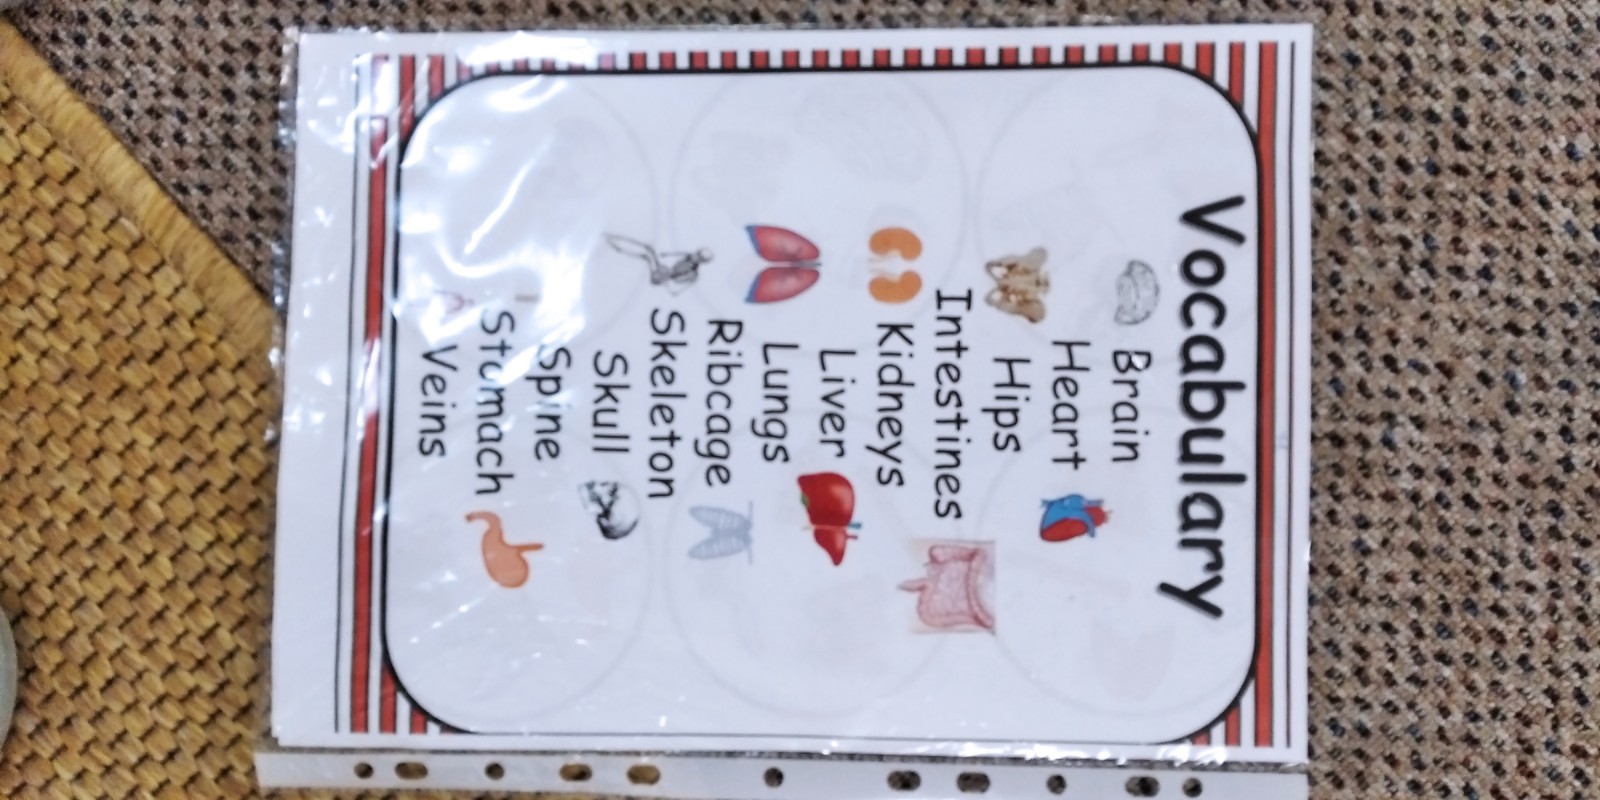 Vocabulary
Brain
Heart
Hips
Intestines
Kidneys
Liver
Lungs
Ribcage
Skeleton
Skull
Spine
Stomach
Veins